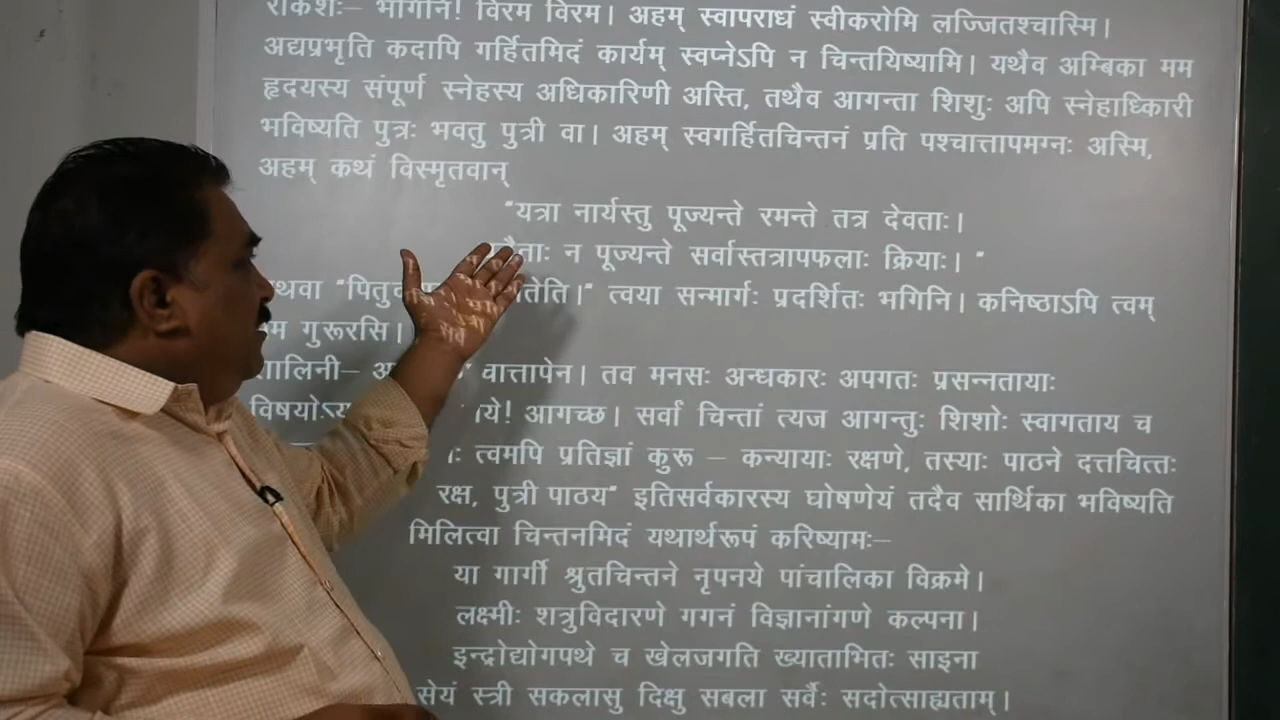 राकेशः– भगिनि! विरम विरम। अहम् स्वापराधं स्वीकरोमि लज्जितश्चास्मि।
अद्यप्रभृति कदापि गर्हितमिदं कार्यम् स्वप्नेऽपि न चिन्तयिष्यामि। यथैव अम्बिका मम
हृदयस्य संपूर्ण स्नेहस्य अधिकारिणी अस्ति, तथैव आगन्ता शिशुः अपि स्नेहाध्किारी
भविष्यति पुत्रः भवतु पुत्री वा। अहम् स्वगर्हितचिन्तनं प्रति पश्चात्तापमग्नः अस्मि,
अहम् कथं विस्मृतवान्
"यत्रा नार्यस्तु पूज्यन्ते रमन्ते तत्र देवताः।
न पूज्यन्ते सर्वास्तत्रापफलाः क्रियाः। "
त्वया सन्मार्गः प्रदर्शितः भगिनि। कनिष्ठाऽपि त्वम्
गुरूरसि।
वात्तापेन। तव मनसः अन्धकारः अपगतः प्रसन्नतायाः
आगच्छ। सर्वां चिन्तां त्यज आगन्तुः शिशोः स्वागताय च
त्वमपि प्रतिज्ञां कुरू – कन्यायाः रक्षणे, तस्याः पाठने दत्तचित्तः
रक्ष, पुत्री पाठय" इतिसर्वकारस्य घोषणेयं तदैव सार्थिका भविष्यति
मिलित्वा चिन्तनमिदं यथार्थरूपं करिष्यामः–
या गार्गी श्रुतचिन्तने नृपनये पांचालिका विक्रमे।
लक्ष्मीः शत्रुविदारणे गगनं विज्ञानांगणे कल्पना।
इन्द्रोद्योगपथे च खेलजगति ख्याताभितः साइना
सेयं स्त्री सकलासु दिक्षु सबला सर्वैः सदोत्साह्यताम्।